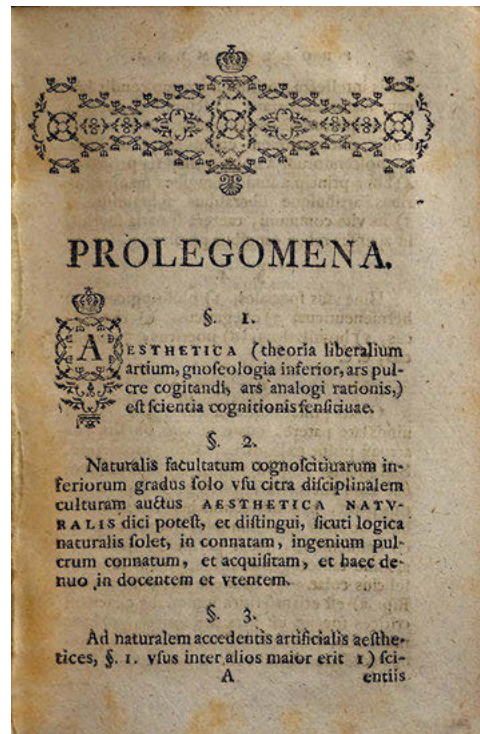 PROLEGOMENA.
§. 1.
AESTHETICA (theoria liberalium
artium, gnoseologia inferior, ars pul-
cre cogitandi, ars analogi rationis,)
est scientia cognitionis sensitiuae.
§. 2.
Naturalis facultatum cognoscitiuarum in-
feriorum gradus solo vsu citra disciplinalem
culturam auctus AESTHETICA NATV-
RALIS dici potest, et distingui, sicuti logica
naturalis solet, in connatam, ingenium pul-
crum connatum, et acquisitam, et haec de-
nuo in docentem et vtentem.
§. 3.
Ad naturalem accedentis artificialis aesthe-
tices, §. 1. vsus inter alios maior erit 1) sci-
A entiis